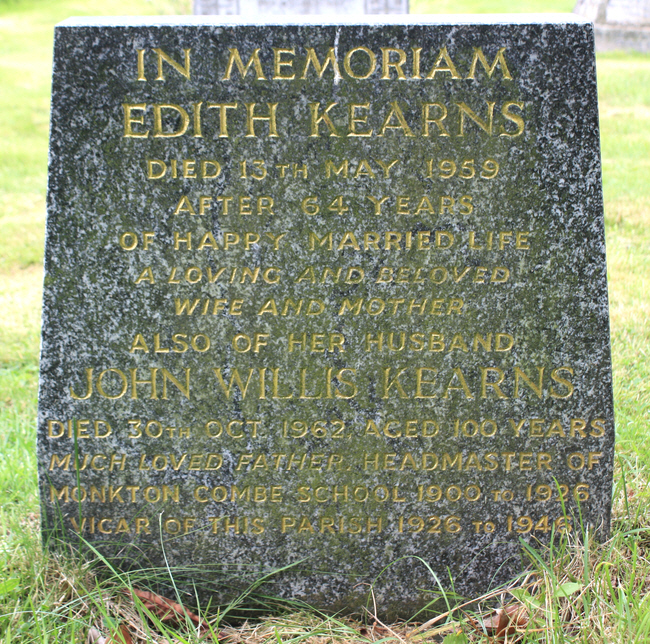 IN MEMORIAM
EDITH KEARNS
DIED 13TH MAY 1959
AFTER 64 YEARS
OF HAPPY MARRIED LIFE
A LOVING AND BELOVED
WIFE AND MOTHER
ALSO OF HER HUSBAND
JOHN WILLIS KEARNS
DIED 30TH OCT. 1962, AGED 100 YEARS
MUCH LOVED FATHER, HEADMASTER OF
MONKTON COMBE SCHOOL 1900 TO 1926
VICAR OF THIS PARISH 1926 TO 1946